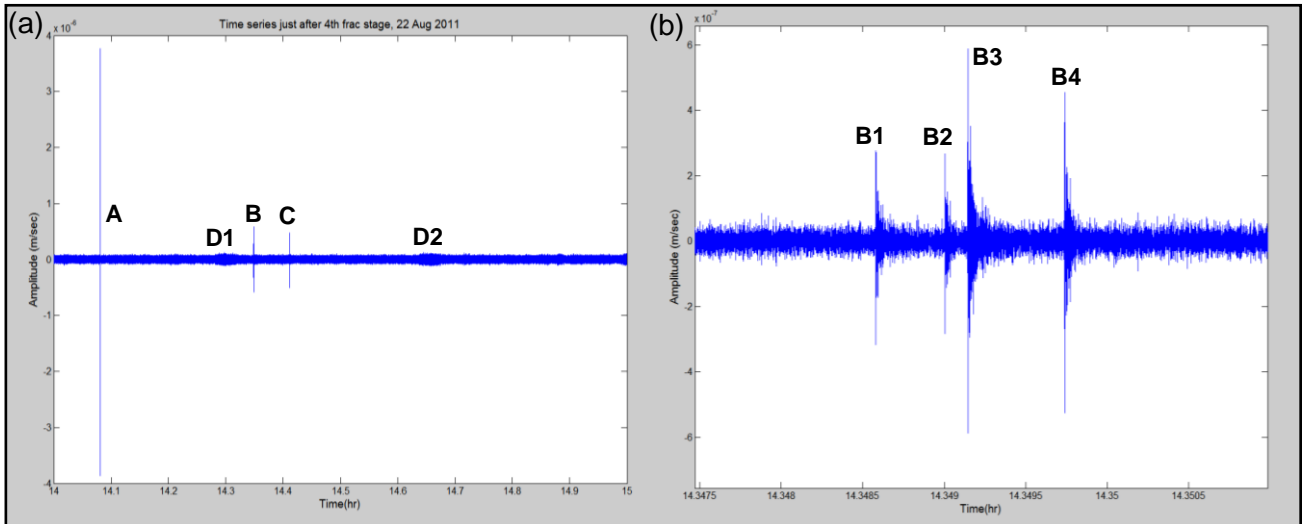 (a)
Time series just after 4th frac stage, 22 Aug 2011
x 10^-6
4
3
2
1
0
-1
-2
-3
-4
Amplitude (m/sec)
A
D1
B
C
D2
14 14.1 14.2 14.3 14.4 14.5 14.6 14.7 14.8 14.9 15
Time(hr)
(b)
x 10^-7
6
4
2
0
-2
-4
-6
Amplitude (m/sec)
B1
B2
B3
B4
14.3475 14.348 14.3485 14.349 14.3495 14.35 14.3505
Time(hr)